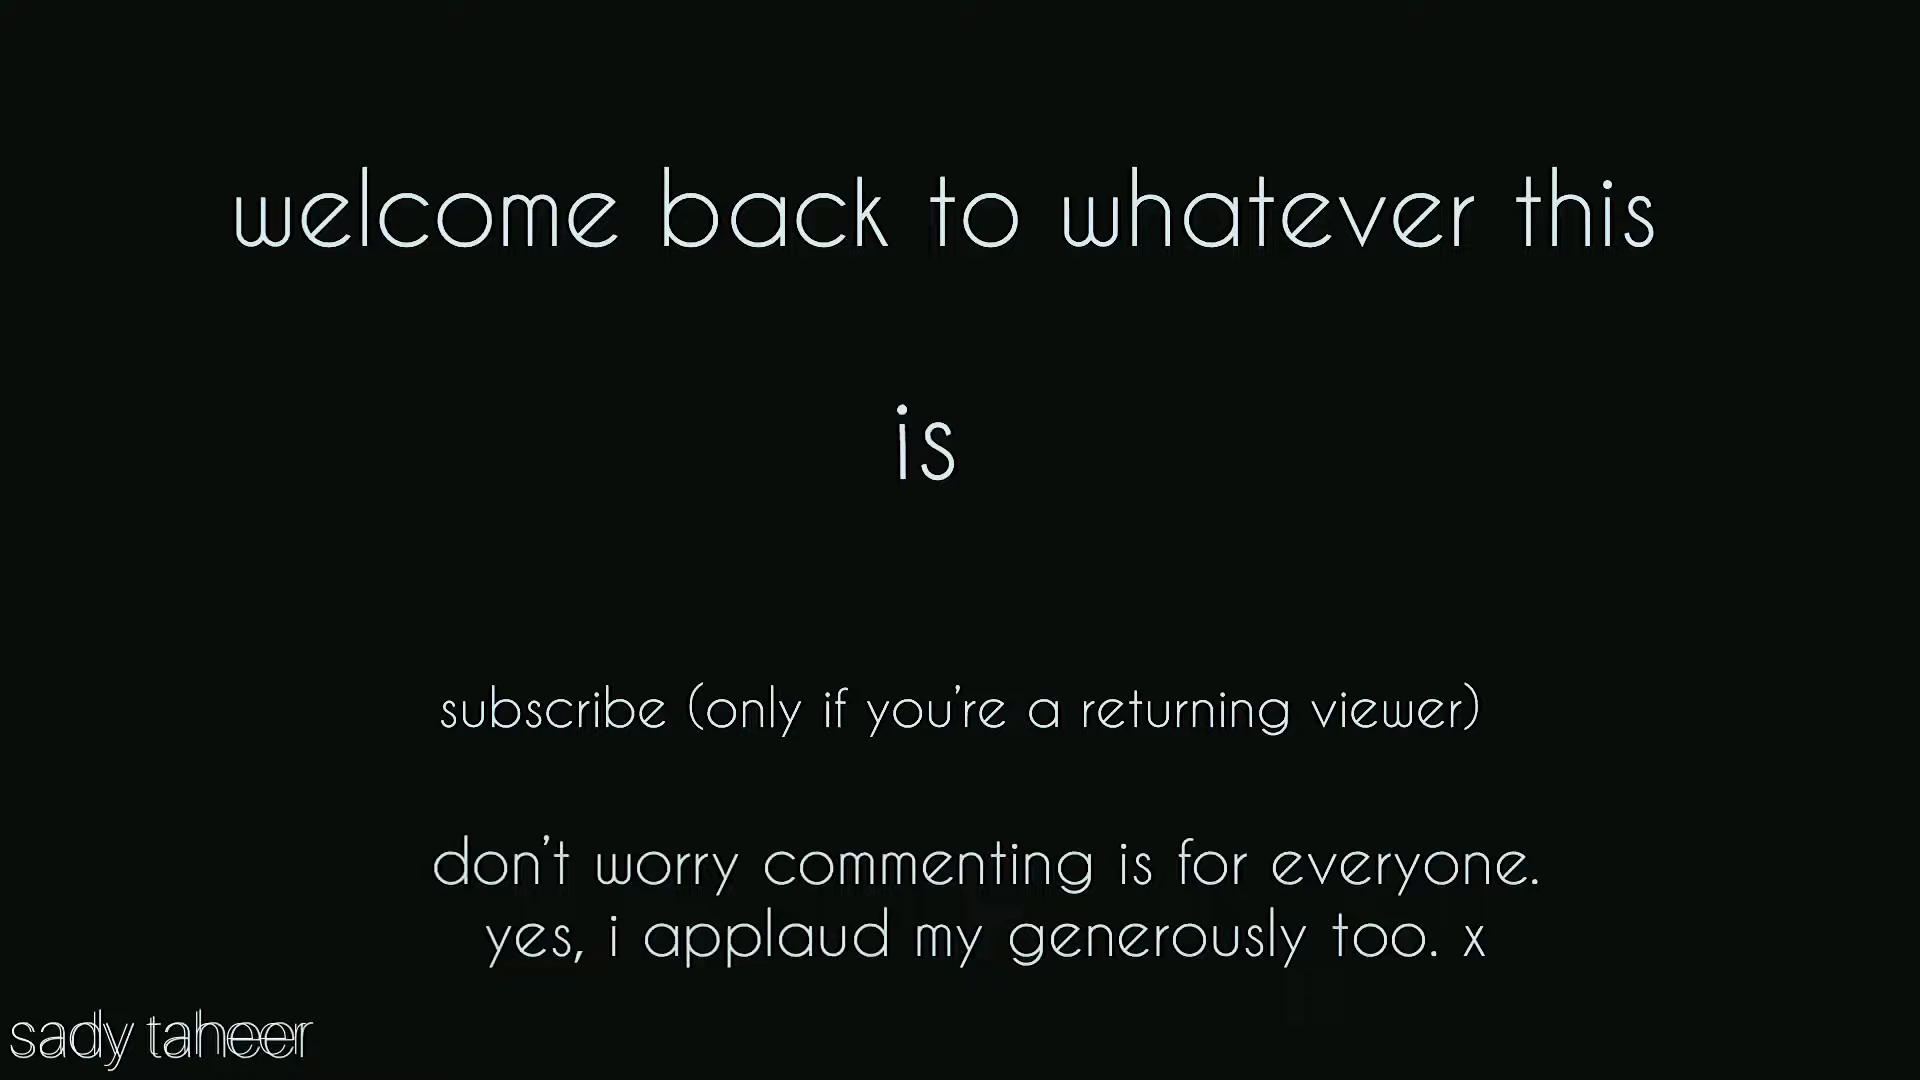 welcome back to whatever this
is
subscribe (only if you're a returning viewer)
don't worry commenting is for everyone.
yes, i applaud my generously too. x
sady taheer